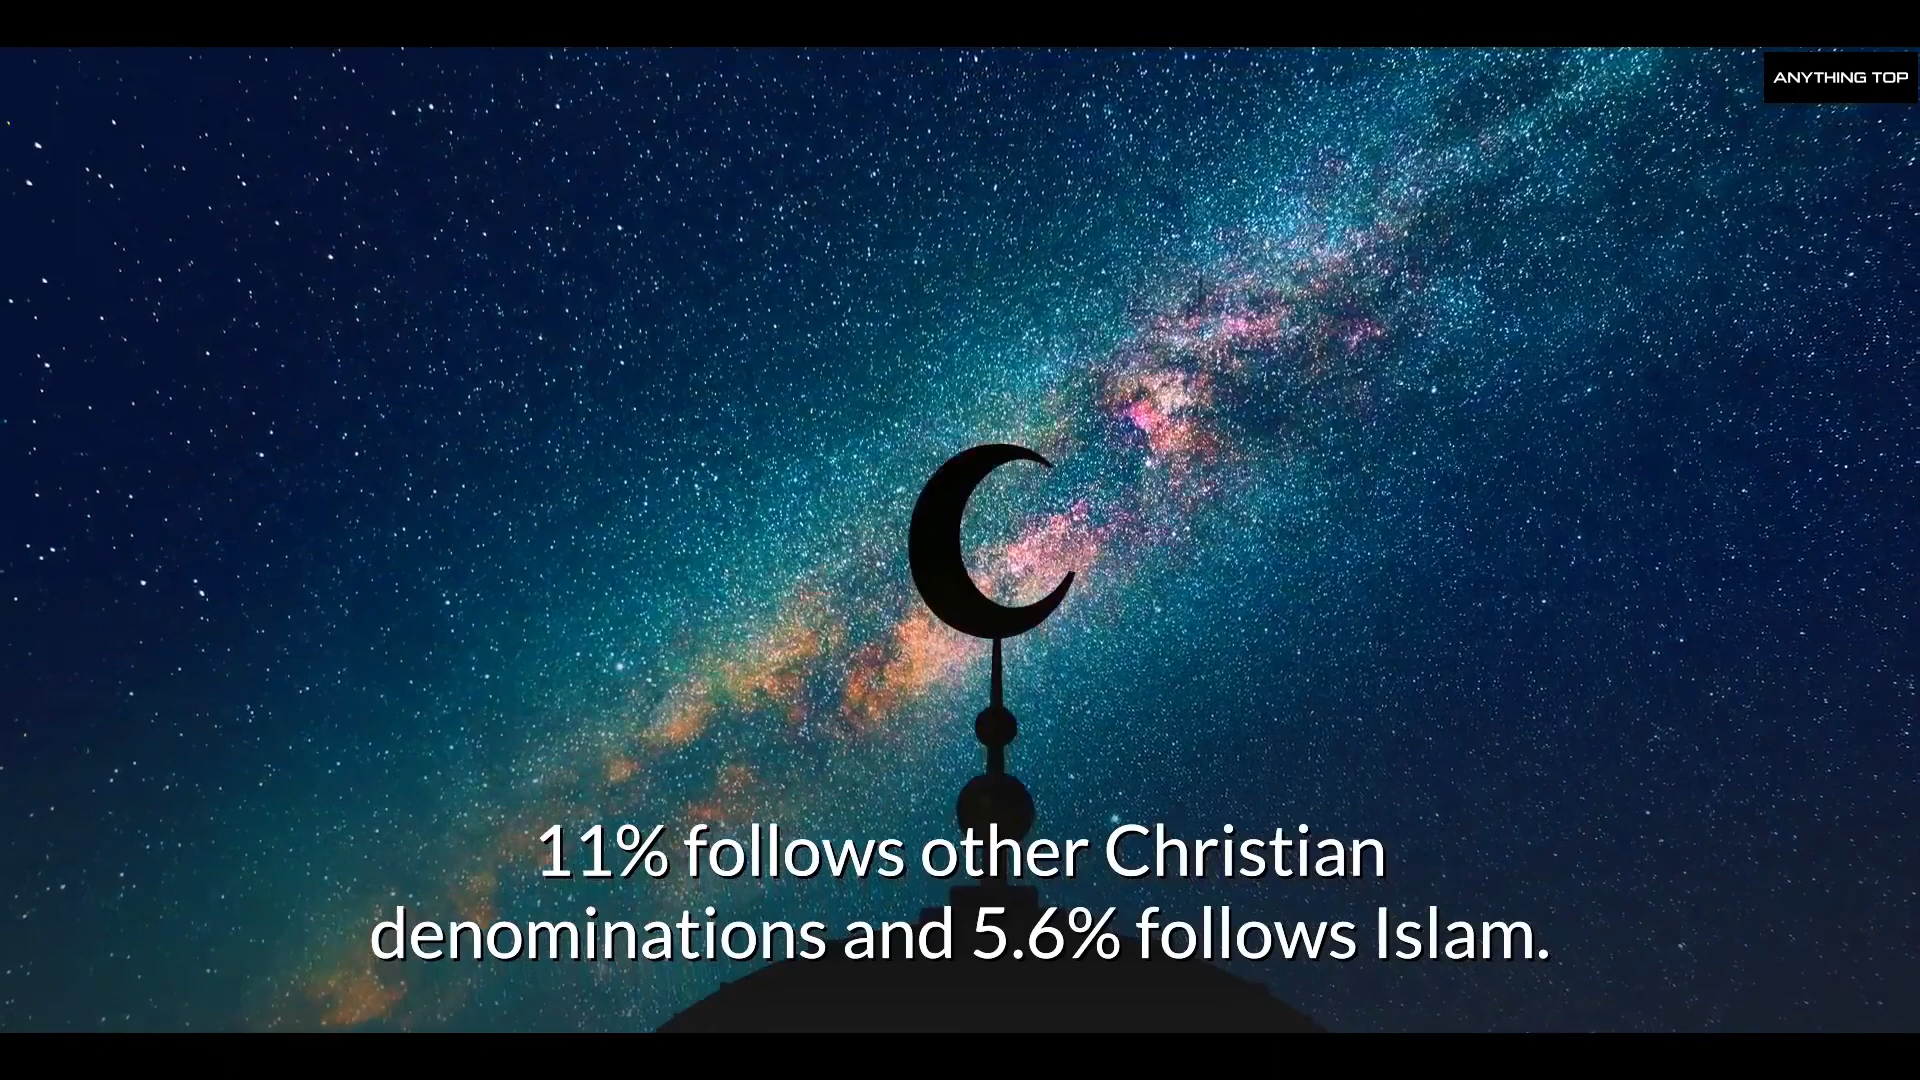 ANYTHING TOP
11% follows other Christian
denominations and 5.6% follows Islam.